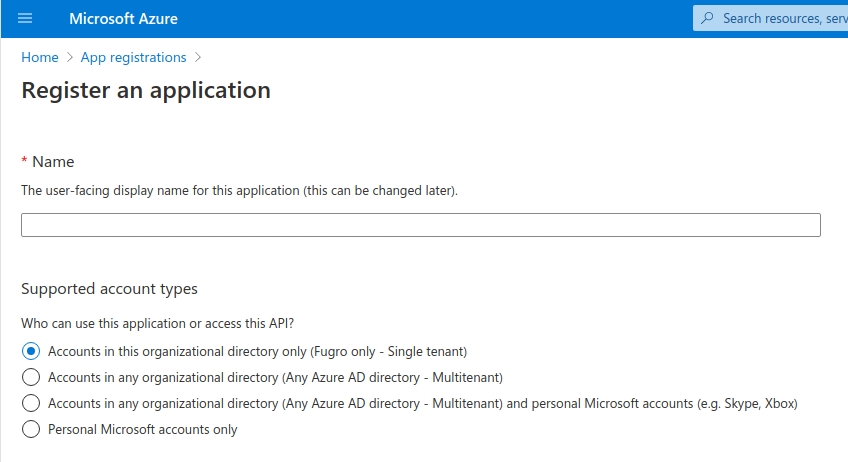 Microsoft Azure
Search resources, serv
Home > App registrations >
Register an application
* Name
The user-facing display name for this application (this can be changed later).
Supported account types
Who can use this application or access this API?
Accounts in this organizational directory only (Fugro only - Single tenant)
Accounts in any organizational directory (Any Azure AD directory - Multitenant)
Accounts in any organizational directory (Any Azure AD directory - Multitenant) and personal Microsoft accounts (e.g. Skype, Xbox)
Personal Microsoft accounts only